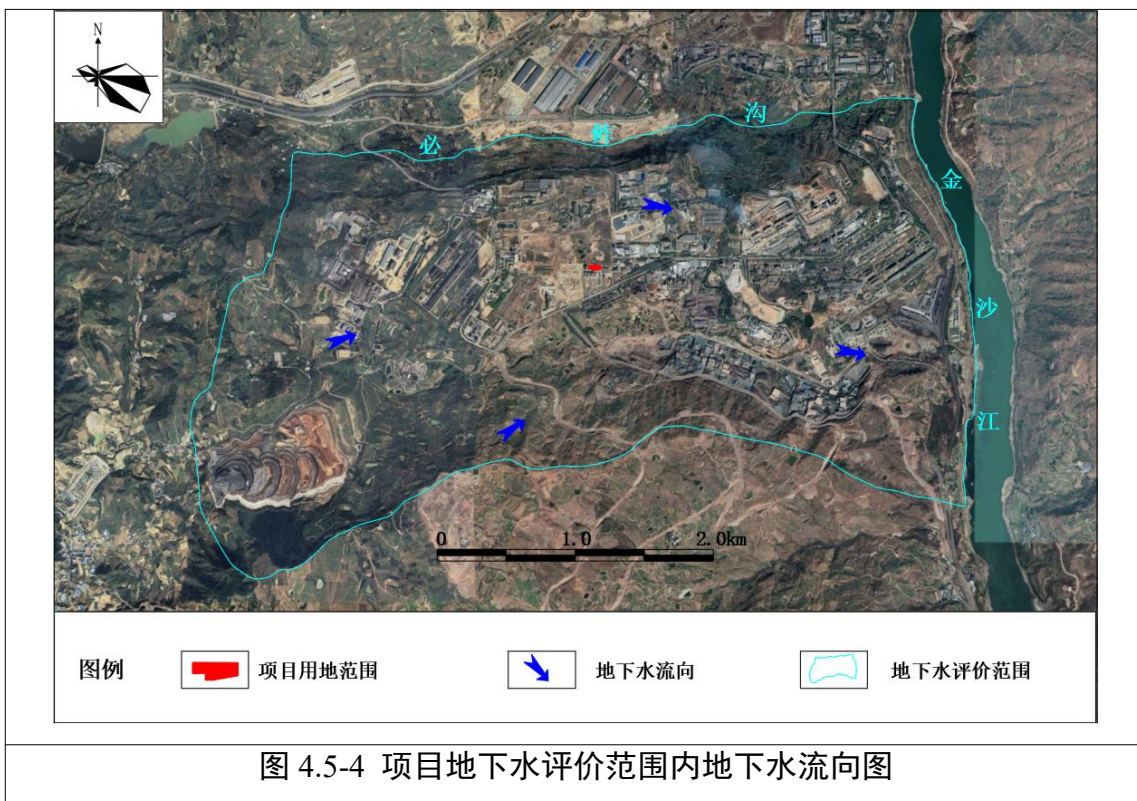 N
必 鲊 沟
金
沙
江
0 1.0 2.0km
图例 项目用地范围 地下水流向 地下水评价范围
图 4.5-4 项目地下水评价范围内地下水流向图